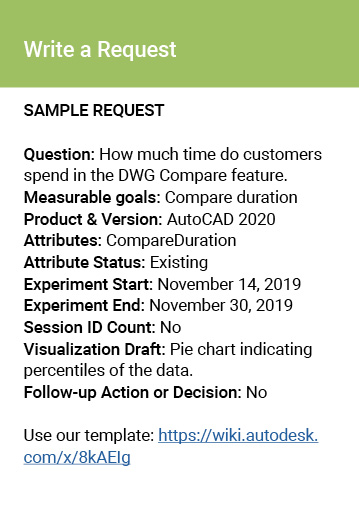 Write a Request
SAMPLE REQUEST
Question: How much time do customers
spend in the DWG Compare feature.
Measurable goals: Compare duration
Product & Version: AutoCAD 2020
Attributes: CompareDuration
Attribute Status: Existing
Experiment Start: November 14, 2019
Experiment End: November 30, 2019
Session ID Count: No
Visualization Draft: Pie chart indicating
percentiles of the data.
Follow-up Action or Decision: No
Use our template: https://wiki.autodesk.
com/x/8kAEIg